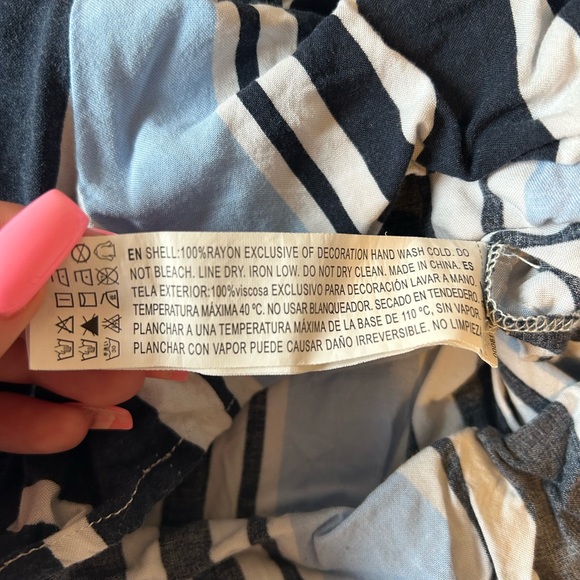 EN SHELL:100%RAYON EXCLUSIVE OF DECORATION HAND WASH COLD. DO
NOT BLEACH. LINE DRY. IRON LOW. DO NOT DRY CLEAN. MADE IN CHINA. ES
TELA EXTERIOR:100%viscosa EXCLUSIVO PARA DECORACIÓN LAVAR A MANO
TEMPERATURA MÁXIMA 40 ºC. NO USAR BLANQUEADOR. SECADO EN TENDEDERO.
PLANCHAR A UNA TEMPERATURA MÁXIMA DE LA BASE DE 110 ºC, SIN VAPOR.
PLANCHAR CON VAPOR PUEDE CAUSAR DAÑO IRREVERSIBLE. NO LIMPIEZ